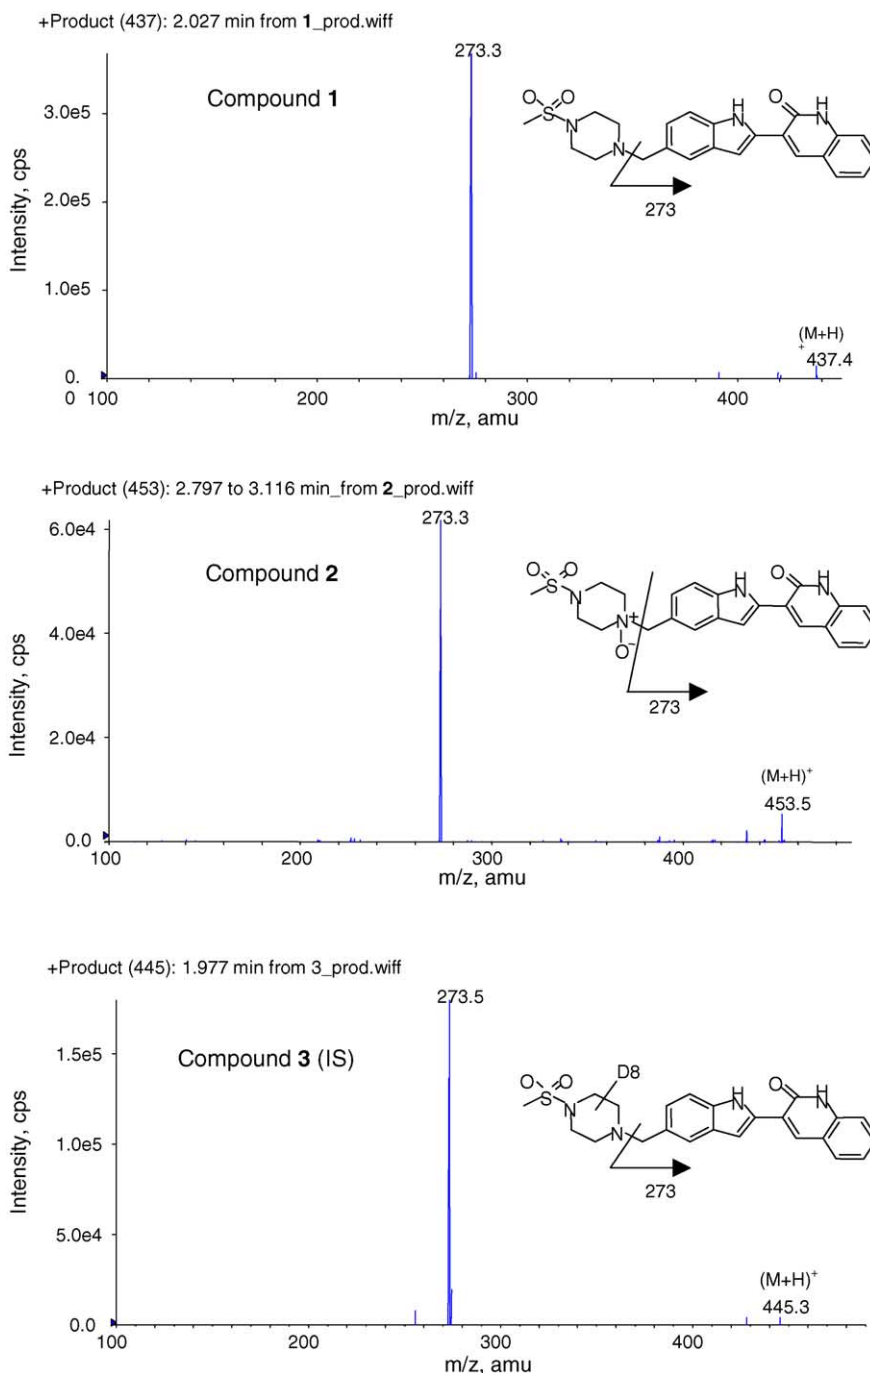 +Product (437): 2.027 min from 1_prod.wiff
273.3
Compound 1
O O
S
N
N
H
N
O
H
N
273
3.0e5
2.0e5
1.0e5
0.
0
Intensity, cps
(M+H)
+
437.4
100
200
300
400
m/z, amu
+Product (453): 2.797 to 3.116 min_from 2_prod.wiff
273.3
Compound 2
O O
S
N
N+
O-
H
N
O
H
N
273
6.0e4
4.0e4
2.0e4
0.0
Intensity, cps
(M+H)+
453.5
100
200
300
400
m/z, amu
+Product (445): 1.977 min from 3_prod.wiff
273.5
Compound 3 (IS)
D8
O O
S
N
N
H
N
O
H
N
273
1.5e5
1.0e5
5.0e4
0.0
Intensity, cps
(M+H)+
445.3
100
200
300
400
m/z, amu